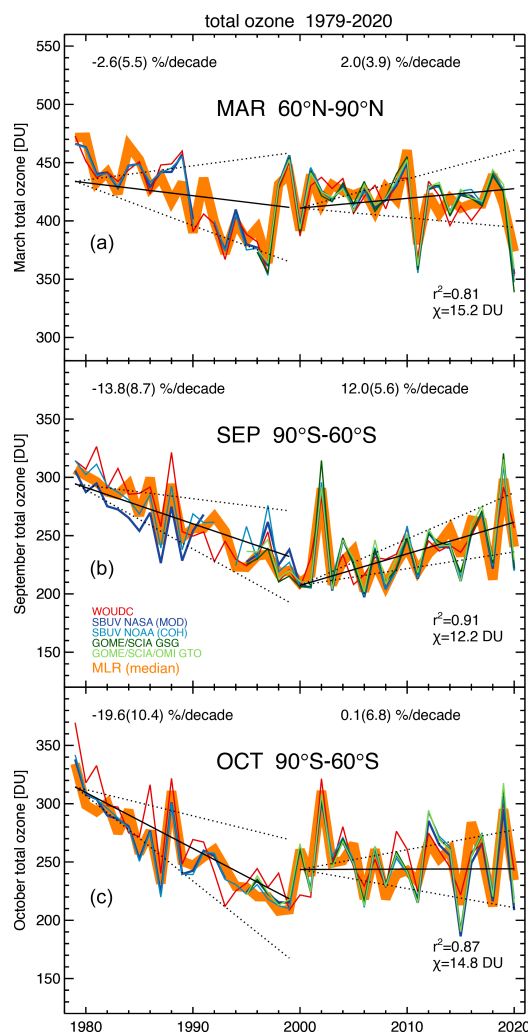 total ozone 1979-2020
550
-2.6(5.5) %/decade 2.0(3.9) %/decade
MAR 60°N-90°N
500
450
400
350
300
March total ozone [DU]
(a)
r²=0.81
χ=15.2 DU
-13.8(8.7) %/decade 12.0(5.6) %/decade
SEP 90°S-60°S
350
300
250
200
150
September total ozone [DU]
(b)
WOUDC
SBUV NASA (MOD)
SBUV NOAA (COH)
GOME/SCIA GSG
GOME/SCIA/OMI GTO
MLR (median)
r²=0.91
χ=12.2 DU
-19.6(10.4) %/decade 0.1(6.8) %/decade
OCT 90°S-60°S
350
300
250
200
150
October total ozone [DU]
(c)
r²=0.87
χ=14.8 DU
1980 1990 2000 2010 2020